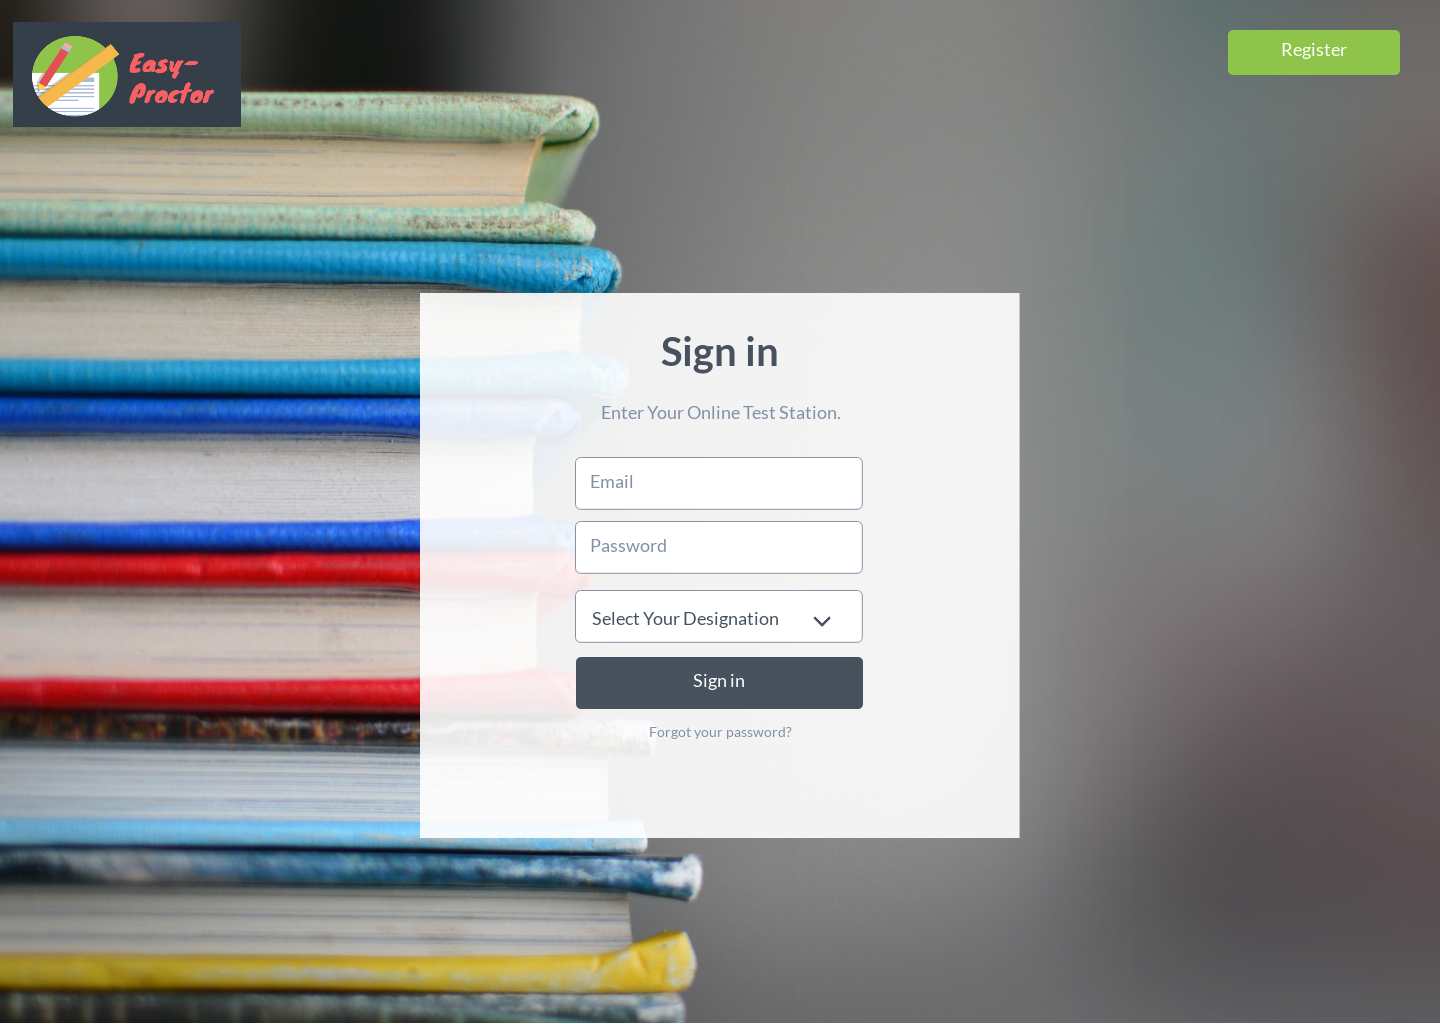 Easy-
Proctor
Register
Sign in
Enter Your Online Test Station.
Email
Password
Select Your Designation
Sign in
Forgot your password?